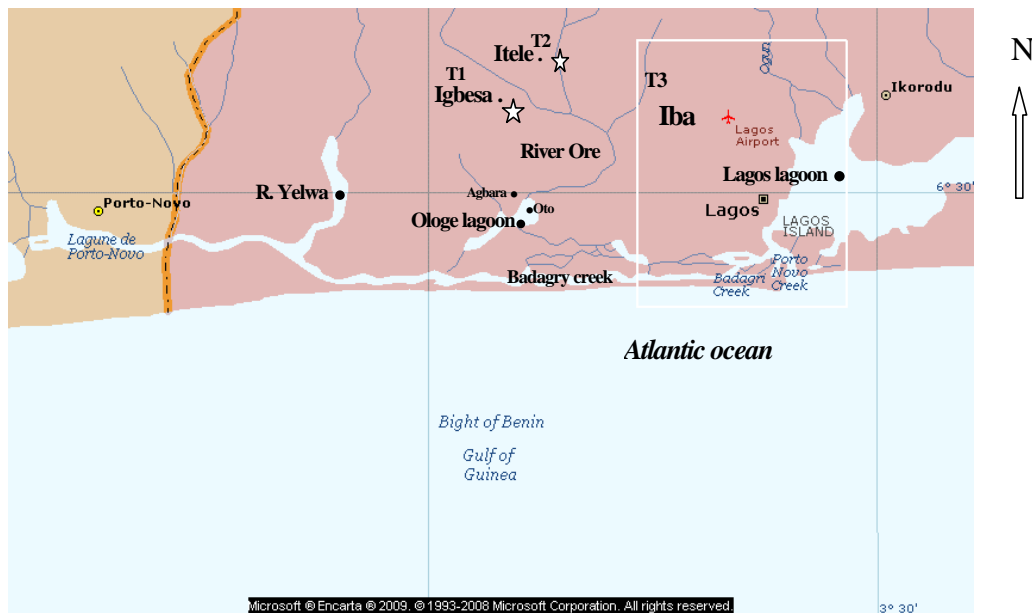 N
T2
Itele
T1
Igbesa
T3
Iba
Ogun
Ikorodu
Lagos
Airport
River Ore
R. Yelwa
Agbara
Oto
Ologe lagoon
Lagos lagoon
6° 30'
Porto-Novo
Lagos
LAGOS
ISLAND
Lagune de
Porto-Novo
Badagry creek
Badagri
Creek
Porto
Novo
Creek
Atlantic ocean
Bight of Benin
Gulf of
Guinea
Microsoft ® Encarta ® 2009. © 1993-2008 Microsoft Corporation. All rights reserved.
3° 30'